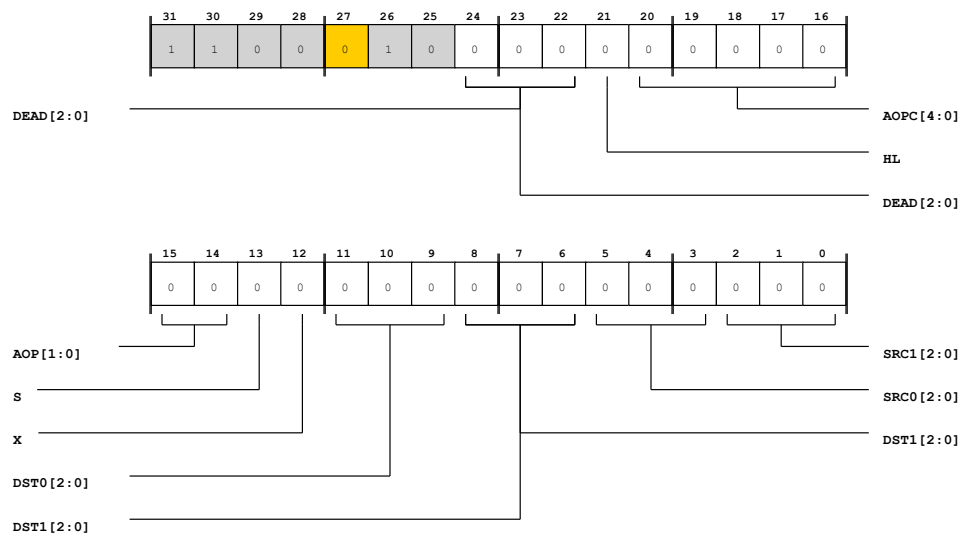 31 30 29 28 27 26 25 24 23 22 21 20 19 18 17 16
1 1 0 0 0 1 0 0 0 0 0 0 0 0 0 0
DEAD[2:0] AOPC[4:0]
HL
DEAD[2:0]
15 14 13 12 11 10 9 8 7 6 5 4 3 2 1 0
0 0 0 0 0 0 0 0 0 0 0 0 0 0 0 0
AOP[1:0] SRC1[2:0]
S SRC0[2:0]
X DST1[2:0]
DST0[2:0]
DST1[2:0]